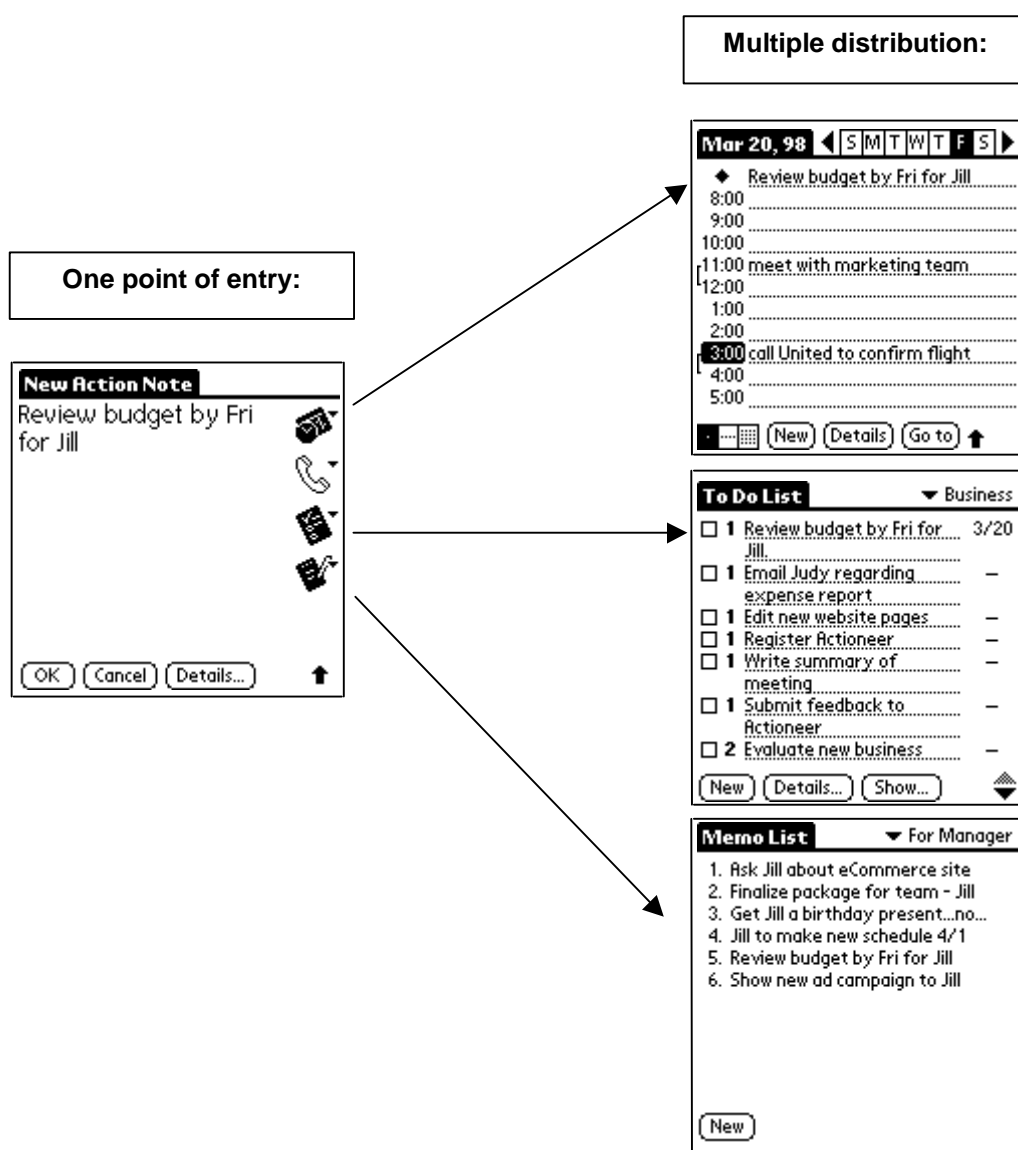 Multiple distribution:
One point of entry:
New Action Note
Review budget by Fri
for Jill
OK Cancel Details...
Mar 20, 98 S M T W T F S
Review budget by Fri for Jill
8:00
9:00
10:00
11:00 meet with marketing team
12:00
1:00
2:00
3:00 call United to confirm flight
4:00
5:00
New Details Go to
To Do List Business
1 Review budget by Fri for 3/20
Jill.
1 Email Judy regarding –
expense report
1 Edit new website pages –
1 Register Actioneer –
1 Write summary of –
meeting
1 Submit feedback to –
Actioneer
2 Evaluate new business –
New Details... Show...
Memo List For Manager
1. Ask Jill about eCommerce site
2. Finalize package for team - Jill
3. Get Jill a birthday present...no...
4. Jill to make new schedule 4/1
5. Review budget by Fri for Jill
6. Show new ad campaign to Jill
New